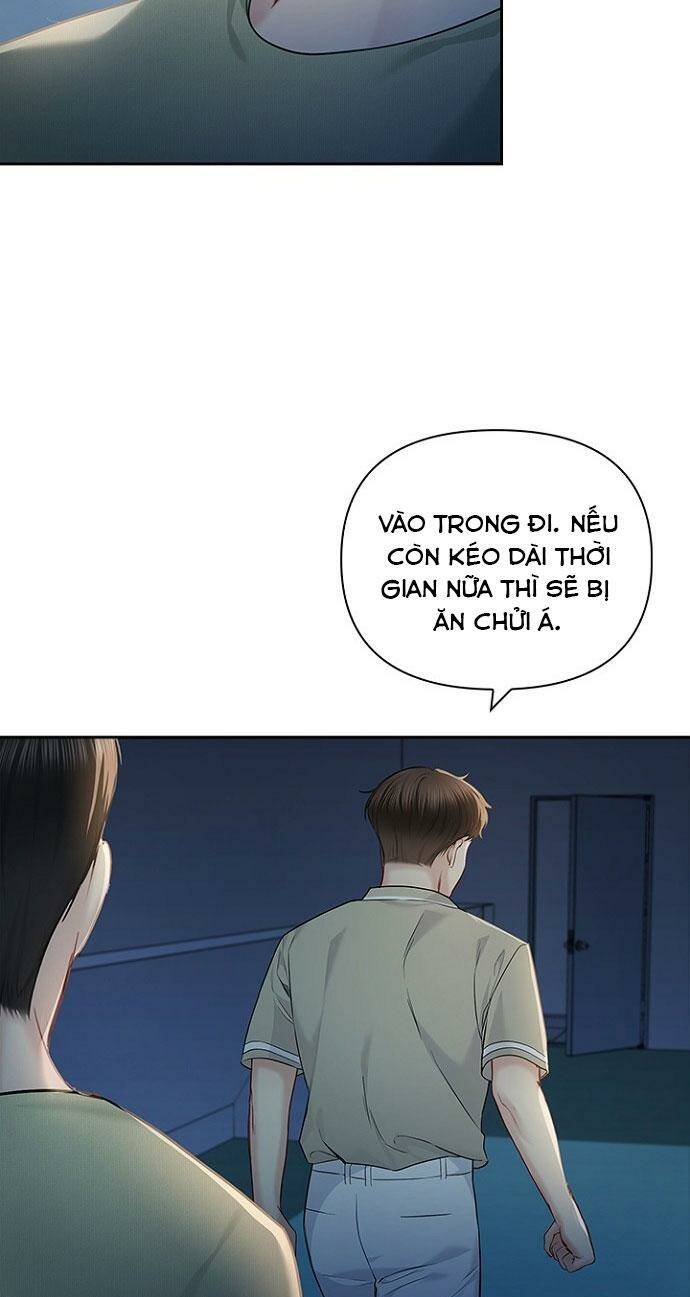 VÀO TRONG ĐI. NẾU
CÒN KÉO DÀI THỜI
GIAN NỮA THÌ SẼ BỊ
ĂN CHỬI Á.